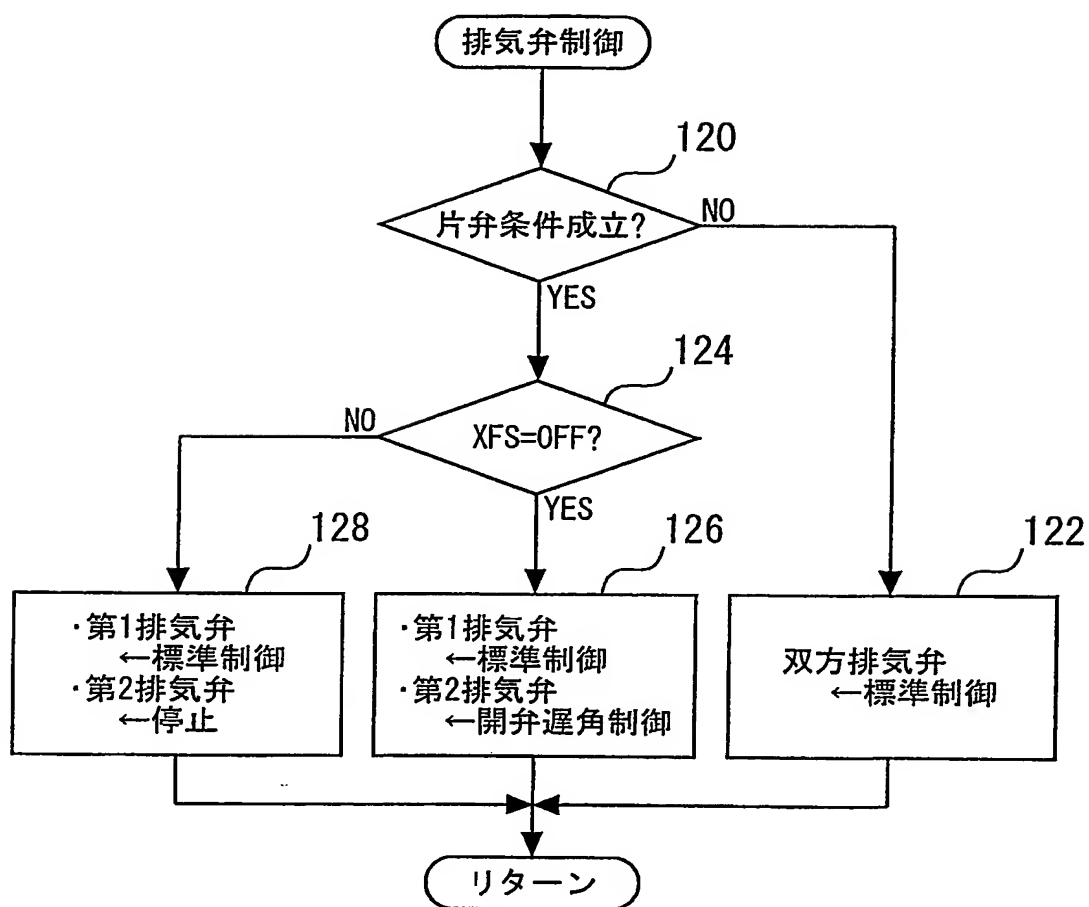 排気弁制御
120
片弁条件成立?
NO
YES
124
NO
XFS=OFF?
YES
128
126
122
・第1排気弁
←標準制御
・第2排気弁
←停止
・第1排気弁
←標準制御
・第2排気弁
←開弁遅角制御
双方排気弁
←標準制御
リターン